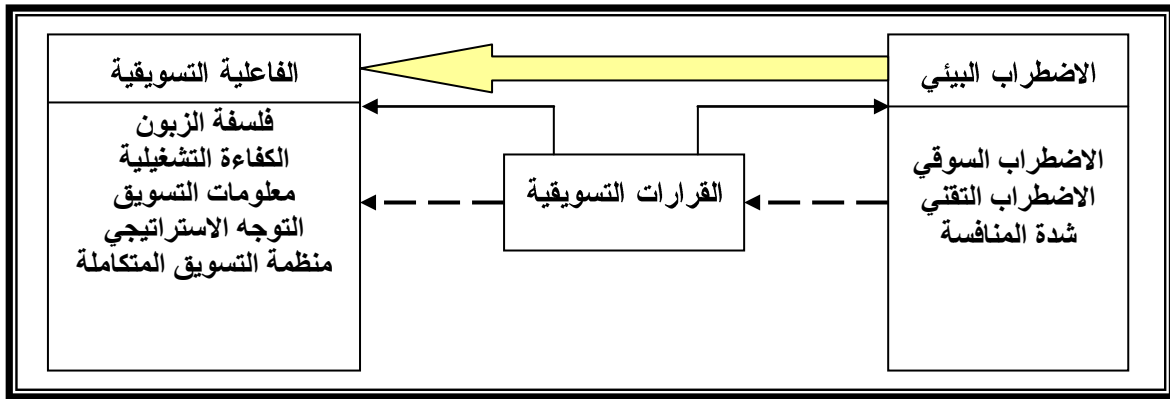 الاضطراب البيئي
الاضطراب السوقي
الاضطراب التقني
شدة المنافسة
القرارات التسويقية
الفاعلية التسويقية
فلسفة الزبون
الكفاءة التشغيلية
معلومات التسويق
التوجه الاستراتيجي
منظمة التسويق المتكاملة